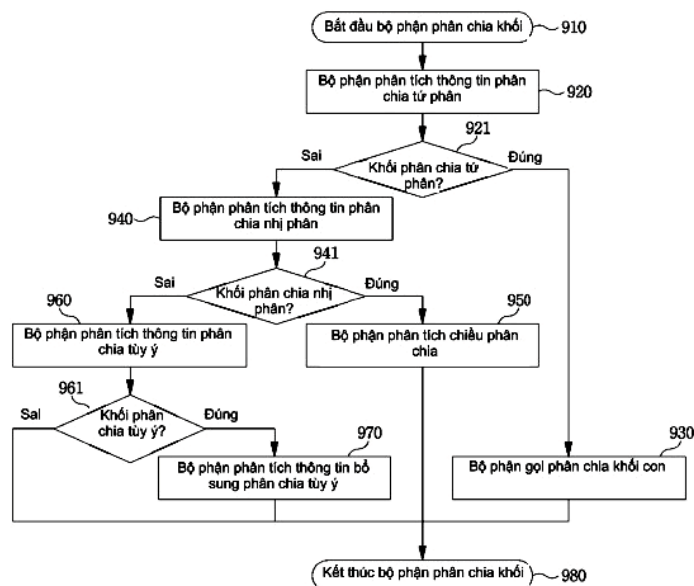 Bắt đầu bộ phận phân chia khối
910
Bộ phận phân tích thông tin phân
chia tứ phân
920
921
Sai
Khối phân chia tứ
phân?
Đúng
940
Bộ phận phân tích thông tin phân
chia nhị phân
941
Sai
Khối phân chia nhị
phân?
Đúng
960
Bộ phận phân tích thông tin phân
chia tùy ý
950
Bộ phận phân tích chiều phân
chia
961
Sai
Khối phân
chia tùy ý?
Đúng
970
Bộ phận phân tích thông tin bổ
sung phân chia tùy ý
930
Bộ phận gọi phân chia khối con
Kết thúc bộ phận phân chia khối
980